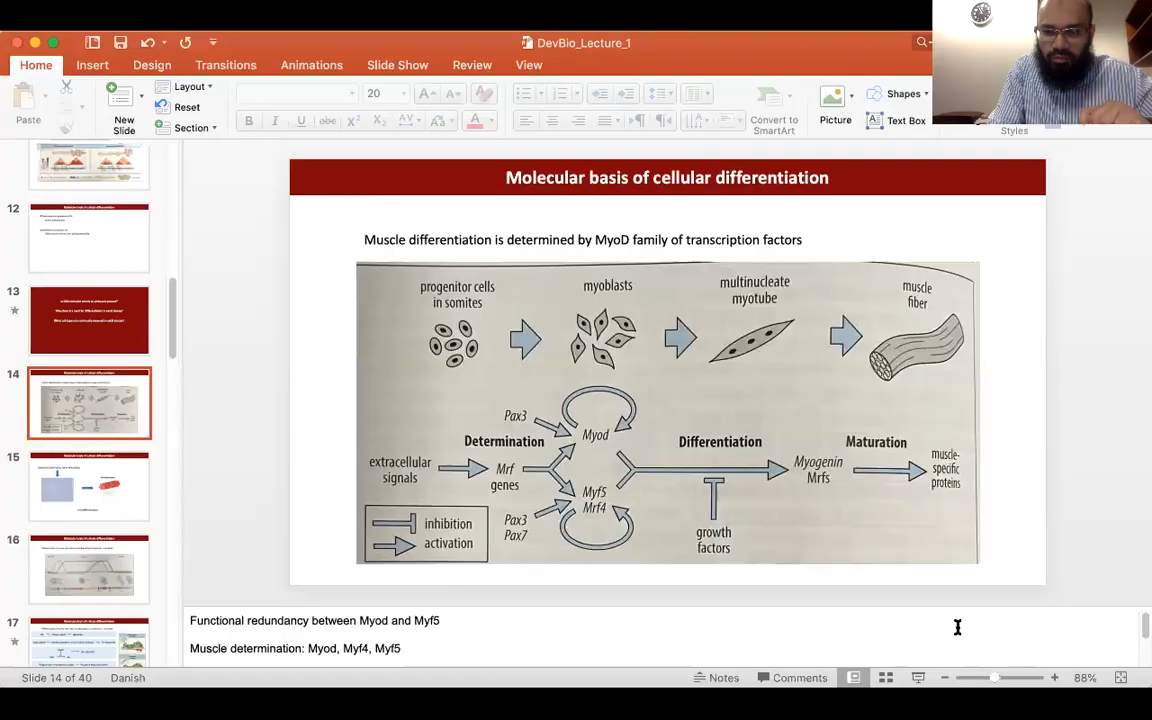 DevBio_Lecture_1
Home Insert Design Transitions Animations Slide Show Review View
Paste
New
Slide
Layout
Reset
Section
20
B I U abc X² X₂
Convert to
SmartArt
Picture
Shapes
Text Box
Styles
12
13
14
15
16
17
Molecular basis of cellular differentiation
Muscle differentiation is determined by MyoD family of transcription factors
progenitor cells
in somites
myoblasts
multinucleate
myotube
muscle
fiber
Pax3
Myod
Determination
Differentiation
Maturation
extracellular
signals
Mrf
genes
Myogenin
Mrfs
muscle-
specific
proteins
Myf5
Mrf4
Pax3
Pax7
inhibition
activation
growth
factors
Functional redundancy between Myod and Myf5
Muscle determination: Myod, Myf4, Myf5
Slide 14 of 40 Danish Notes Comments 88%